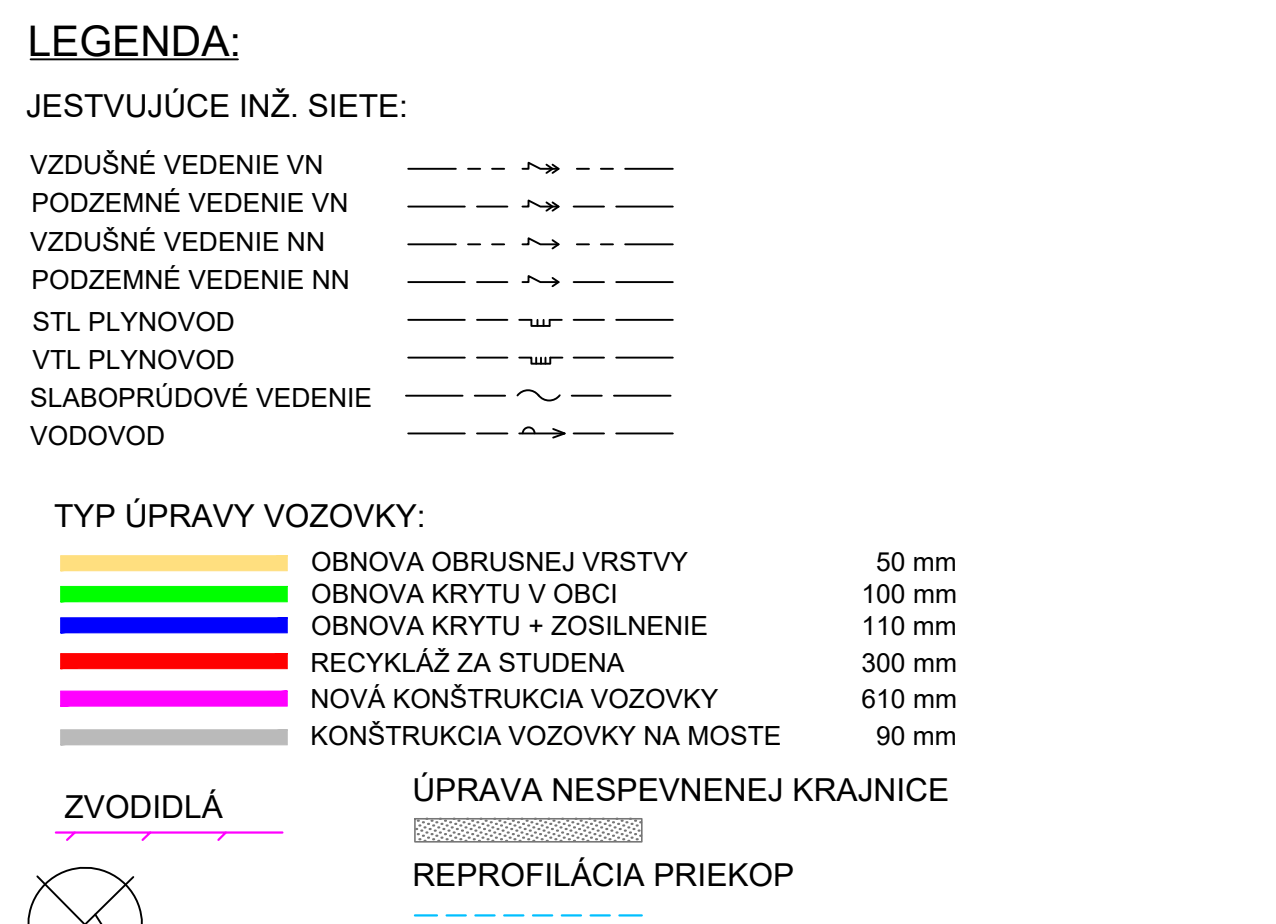 LEGENDA:
JESTVUJÚCE INŽ. SIETE:
VZDUŠNÉ VEDENIE VN
PODZEMNÉ VEDENIE VN
VZDUŠNÉ VEDENIE NN
PODZEMNÉ VEDENIE NN
STL PLYNOVOD
VTL PLYNOVOD
SLABOPRÚDOVÉ VEDENIE
VODOVOD
TYP ÚPRAVY VOZOVKY:
OBNOVA OBRUSNEJ VRSTVY 50 mm
OBNOVA KRYTU V OBCI 100 mm
OBNOVA KRYTU + ZOSILNENIE 110 mm
RECYKLÁŽ ZA STUDENA 300 mm
NOVÁ KONŠTRUKCIA VOZOVKY 610 mm
KONŠTRUKCIA VOZOVKY NA MOSTE 90 mm
ZVODIDLÁ
ÚPRAVA NESPEVNENEJ KRAJNICE
REPROFILÁCIA PRIEKOP